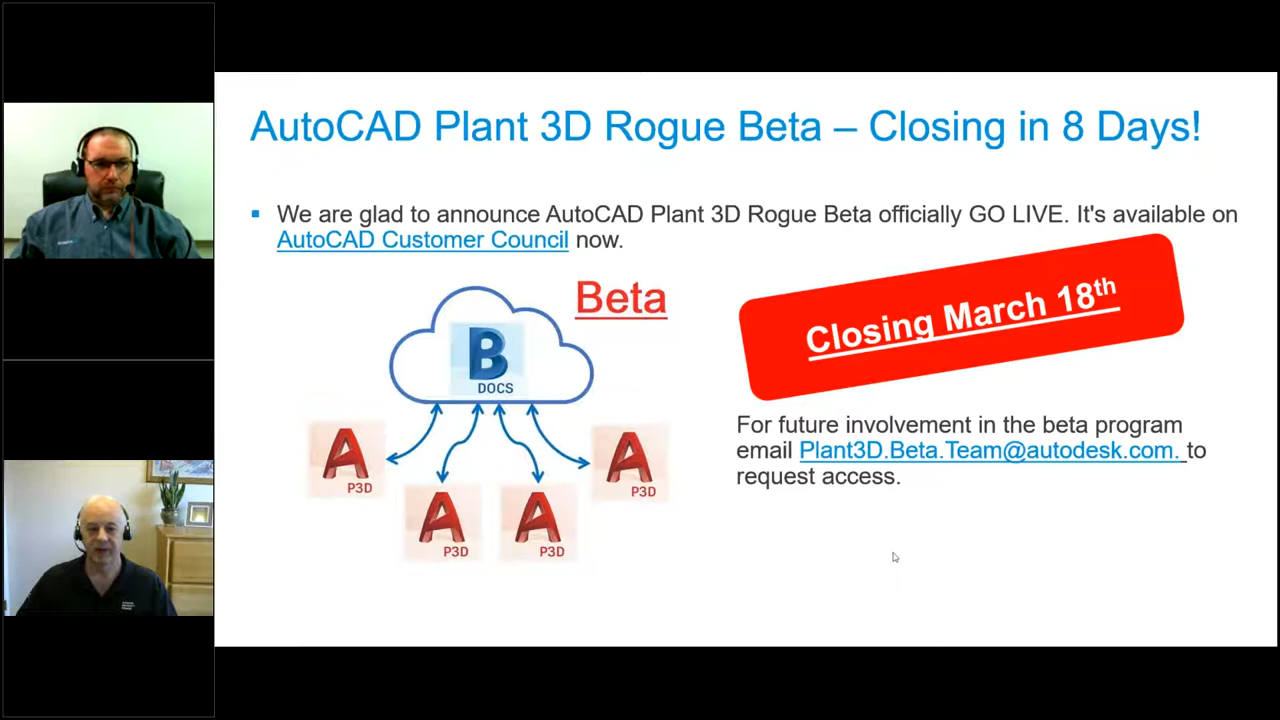 AutoCAD Plant 3D Rogue Beta – Closing in 8 Days!
We are glad to announce AutoCAD Plant 3D Rogue Beta officially GO LIVE. It's available on
AutoCAD Customer Council now.
Beta
Closing March 18th
B
DOCS
A
P3D
A
P3D
A
P3D
A
P3D
For future involvement in the beta program
email Plant3D.Beta.Team@autodesk.com. to
request access.